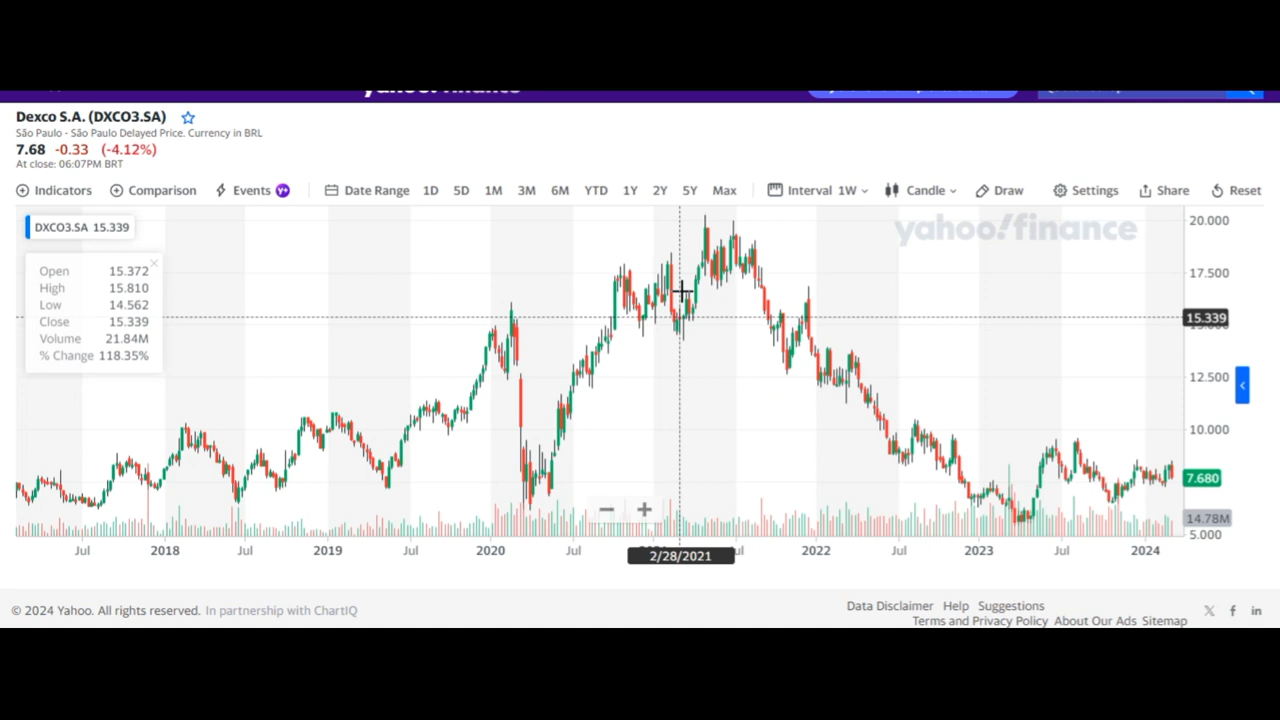 Dexco S.A. (DXCO3.SA)
São Paulo - São Paulo Delayed Price. Currency in BRL
7.68 -0.33 (-4.12%)
At close: 06:07PM BRT
Indicators Comparison Events Y+ Date Range 1D 5D 1M 3M 6M YTD 1Y 2Y 5Y Max Interval 1W Candle Draw Settings Share Reset
DXCO3.SA 15.339
yahoo!finance
Open 15.372
High 15.810
Low 14.562
Close 15.339
Volume 21.84M
% Change 118.35%
20.000
17.500
15.339
12.500
10.000
7.680
14.78M
5.000
Jul 2018 Jul 2019 Jul 2020 Jul 2022 Jul 2023 Jul 2024
2/28/2021
© 2024 Yahoo. All rights reserved. In partnership with ChartIQ
Data Disclaimer Help Suggestions
Terms and Privacy Policy About Our Ads Sitemap